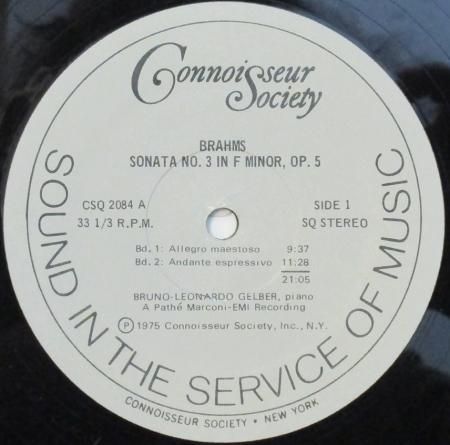 Connoisseur
Society
BRAHMS
SONATA NO. 3 IN F MINOR, OP. 5
CSQ 2084 A SIDE 1
33 1/3 R.P.M. SQ STEREO
Bd. 1: Allegro maestoso 9:37
Bd. 2: Andante espressivo 11:28
21:05
BRUNO-LEONARDO GELBER, piano
A Pathé Marconi-EMI Recording
Ⓟ 1975 Connoisseur Society, Inc., N.Y.
SOUND IN THE SERVICE OF MUSIC
CONNOISSEUR SOCIETY • NEW YORK